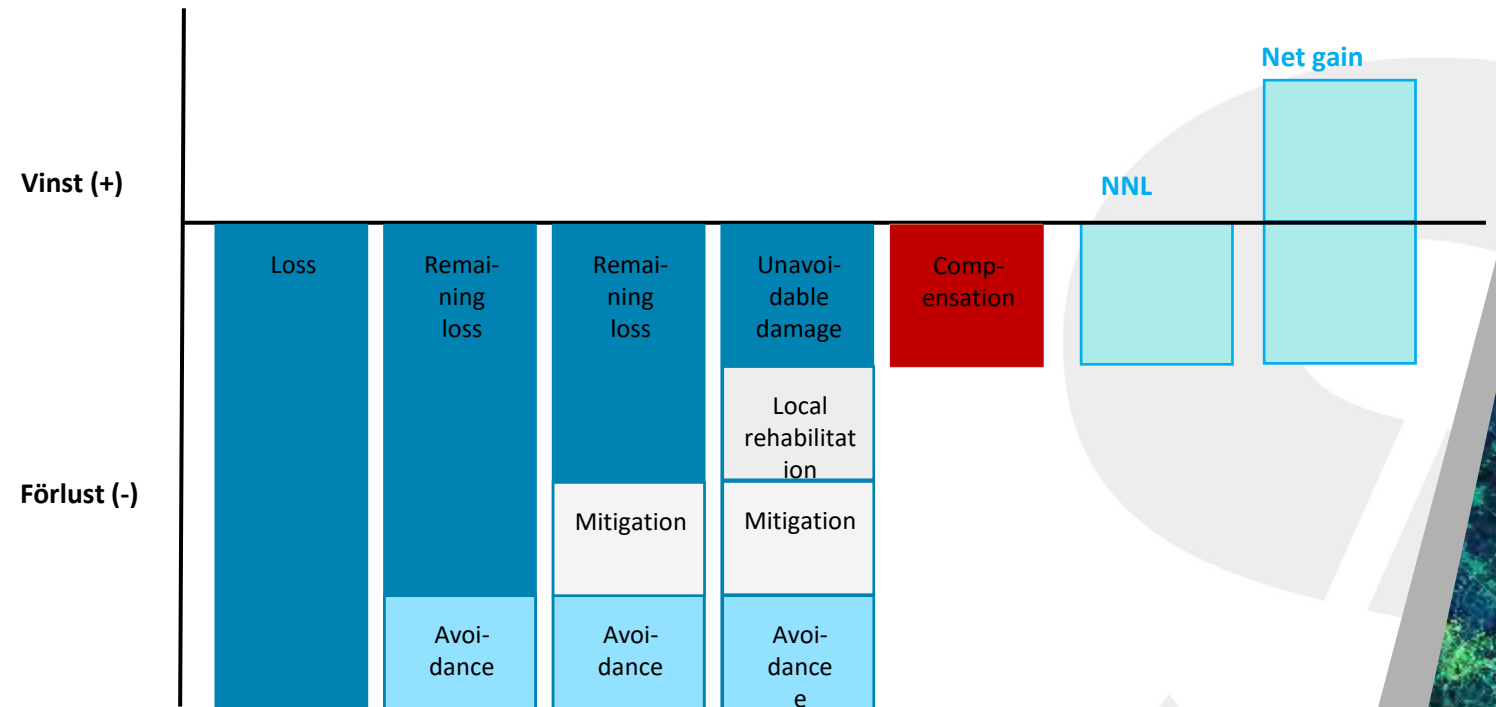 Net gain
Vinst (+)
NNL
Loss
Remai-
ning
loss
Remai-
ning
loss
Unavoi-
dable
damage
Comp-
ensation
Local
rehabilitat
ion
Förlust (-)
Mitigation
Mitigation
Avoi-
dance
Avoi-
dance
Avoi-
dance
e